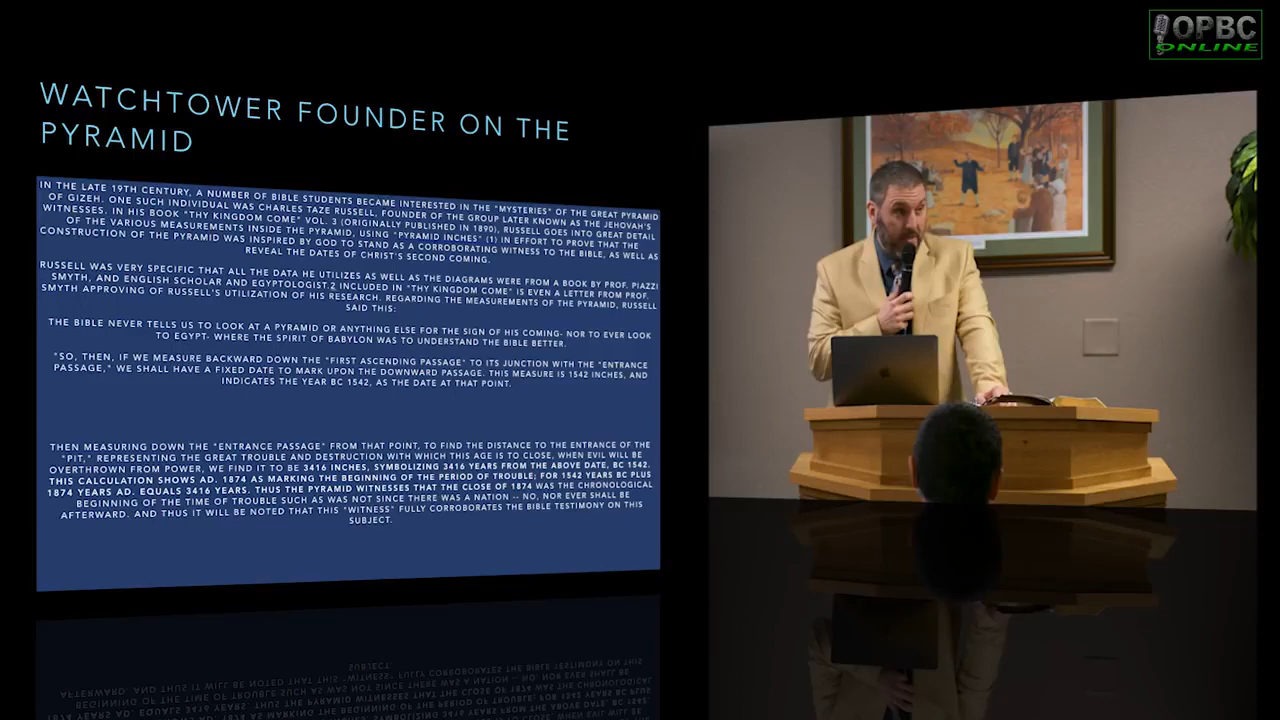 OPBC
ONLINE
WATCHTOWER FOUNDER ON THE
PYRAMID
IN THE LATE 19TH CENTURY, A NUMBER OF BIBLE STUDENTS BECAME INTERESTED IN THE "MYSTERIES" OF THE GREAT PYRAMID
OF GIZEH. ONE SUCH INDIVIDUAL WAS CHARLES TAZE RUSSELL, FOUNDER OF THE GROUP LATER KNOWN AS THE JEHOVAH'S
WITNESSES. IN HIS BOOK "THY KINGDOM COME" VOL. 3 (ORIGINALLY PUBLISHED IN 1890), RUSSELL GOES INTO GREAT DETAIL
OF THE VARIOUS MEASUREMENTS INSIDE THE PYRAMID, USING "PYRAMID INCHES" (1) IN EFFORT TO PROVE THAT THE
CONSTRUCTION OF THE PYRAMID WAS INSPIRED BY GOD TO STAND AS A CORROBORATING WITNESS TO THE BIBLE, AS WELL AS
REVEAL THE DATES OF CHRIST'S SECOND COMING.
RUSSELL WAS VERY SPECIFIC THAT ALL THE DATA HE UTILIZES AS WELL AS THE DIAGRAMS WERE FROM A BOOK BY PROF. PIAZZI
SMYTH, AND ENGLISH SCHOLAR AND EGYPTOLOGIST.2 INCLUDED IN "THY KINGDOM COME" IS EVEN A LETTER FROM PROF.
SMYTH APPROVING OF RUSSELL'S UTILIZATION OF HIS RESEARCH. REGARDING THE MEASUREMENTS OF THE PYRAMID, RUSSELL
SAID THIS:
THE BIBLE NEVER TELLS US TO LOOK AT A PYRAMID OR ANYTHING ELSE FOR THE SIGN OF HIS COMING- NOR TO EVER LOOK
TO EGYPT- WHERE THE SPIRIT OF BABYLON WAS TO UNDERSTAND THE BIBLE BETTER.
"SO, THEN, IF WE MEASURE BACKWARD DOWN THE "FIRST ASCENDING PASSAGE" TO ITS JUNCTION WITH THE "ENTRANCE
PASSAGE," WE SHALL HAVE A FIXED DATE TO MARK UPON THE DOWNWARD PASSAGE. THIS MEASURE IS 1542 INCHES, AND
INDICATES THE YEAR BC 1542, AS THE DATE AT THAT POINT.
THEN MEASURING DOWN THE "ENTRANCE PASSAGE" FROM THAT POINT, TO FIND THE DISTANCE TO THE ENTRANCE OF THE
"PIT," REPRESENTING THE GREAT TROUBLE AND DESTRUCTION WITH WHICH THIS AGE IS TO CLOSE, WHEN EVIL WILL BE
OVERTHROWN FROM POWER, WE FIND IT TO BE 3416 INCHES, SYMBOLIZING 3416 YEARS FROM THE ABOVE DATE, BC 1542.
THIS CALCULATION SHOWS AD. 1874 AS MARKING THE BEGINNING OF THE PERIOD OF TROUBLE; FOR 1542 YEARS BC PLUS
1874 YEARS AD. EQUALS 3416 YEARS. THUS THE PYRAMID WITNESSES THAT THE CLOSE OF 1874 WAS THE CHRONOLOGICAL
BEGINNING OF THE TIME OF TROUBLE SUCH AS WAS NOT SINCE THERE WAS A NATION -- NO, NOR EVER SHALL BE
AFTERWARD. AND THUS IT WILL BE NOTED THAT THIS "WITNESS" FULLY CORROBORATES THE BIBLE TESTIMONY ON THIS
SUBJECT.